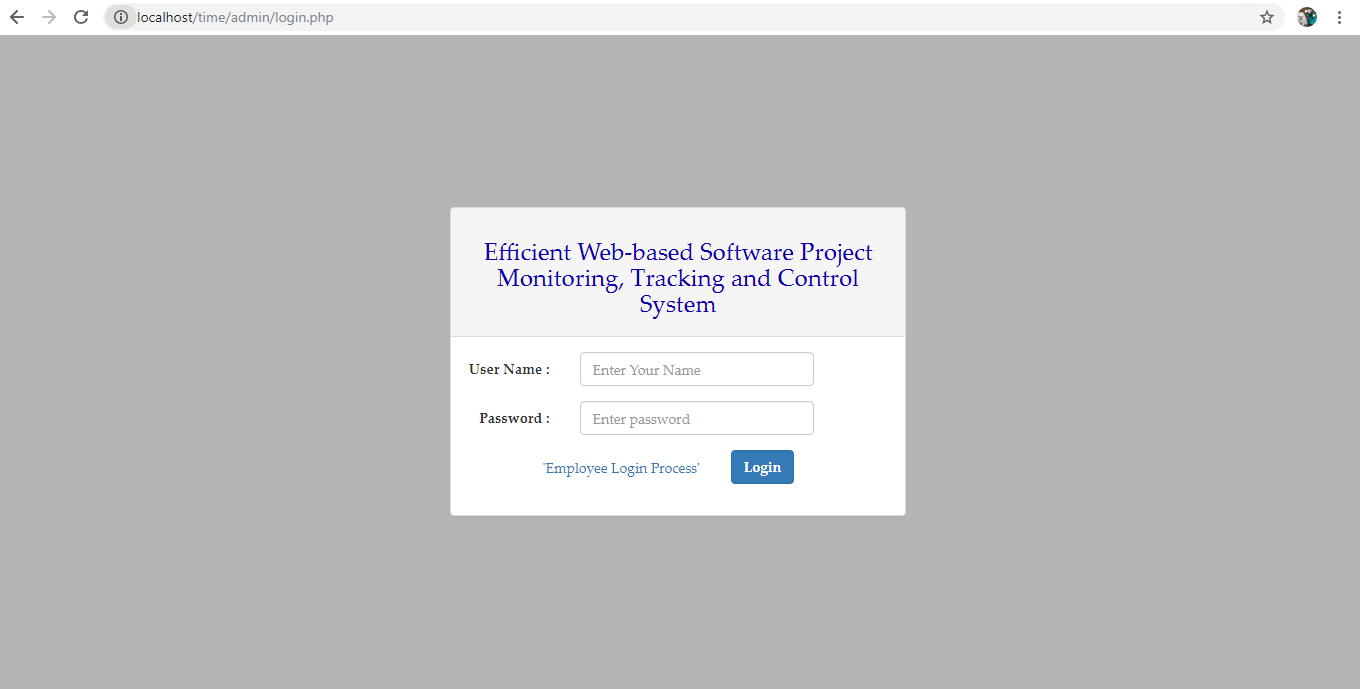 localhost/time/admin/login.php
Efficient Web-based Software Project
Monitoring, Tracking and Control
System
User Name : Enter Your Name
Password : Enter password
'Employee Login Process' Login